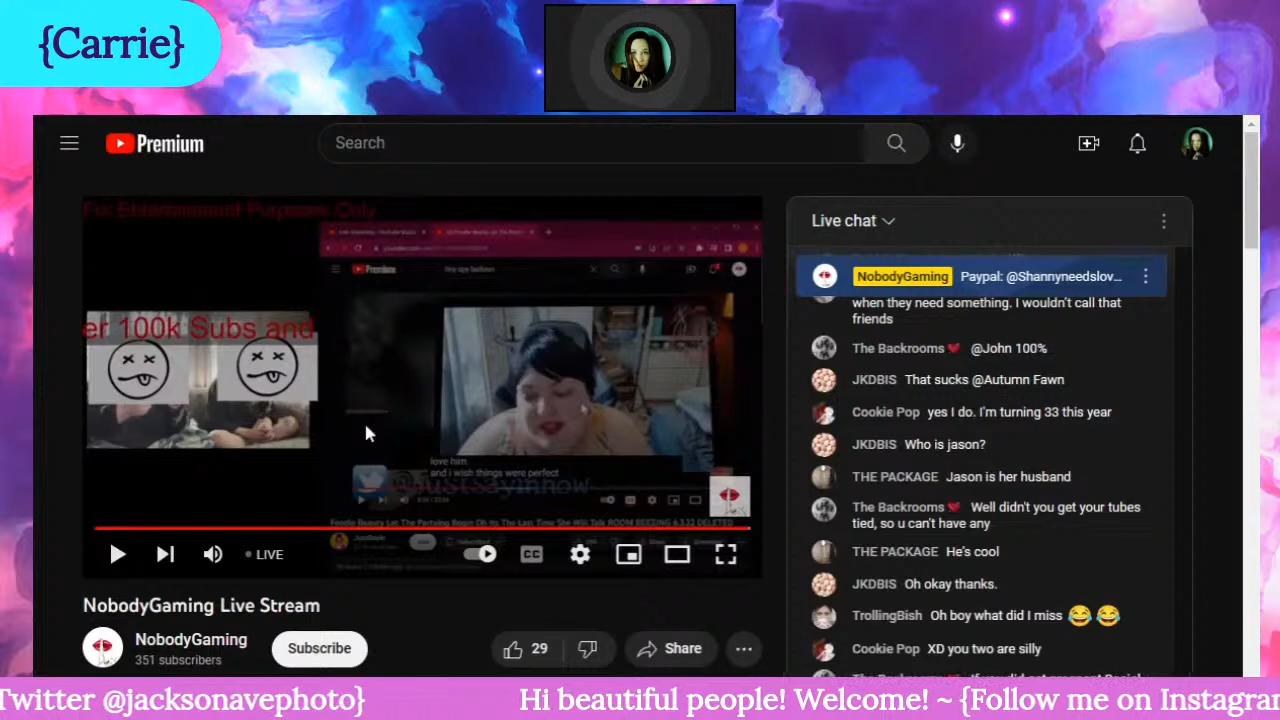 {Carrie}
Premium
Search
For Entertainment Purposes Only
Premium
er 100k Subs and
love him.
and i wish things were perfect
LIVE
CC
NobodyGaming Live Stream
NobodyGaming
351 subscribers
Subscribe
29
Share
Live chat
NobodyGaming Paypal: @Shannyneedslov...
when they need something. I wouldn't call that
friends
The Backrooms @John 100%
JKDBIS That sucks @Autumn Fawn
Cookie Pop yes I do. I'm turning 33 this year
JKDBIS Who is jason?
THE PACKAGE Jason is her husband
The Backrooms Well didn't you get your tubes
tied, so u can't have any
THE PACKAGE He's cool
JKDBIS Oh okay thanks.
TrollingBish Oh boy what did I miss 😂😂
Cookie Pop XD you two are silly
Twitter @jacksonavephoto} Hi beautiful people! Welcome! ~ {Follow me on Instagram